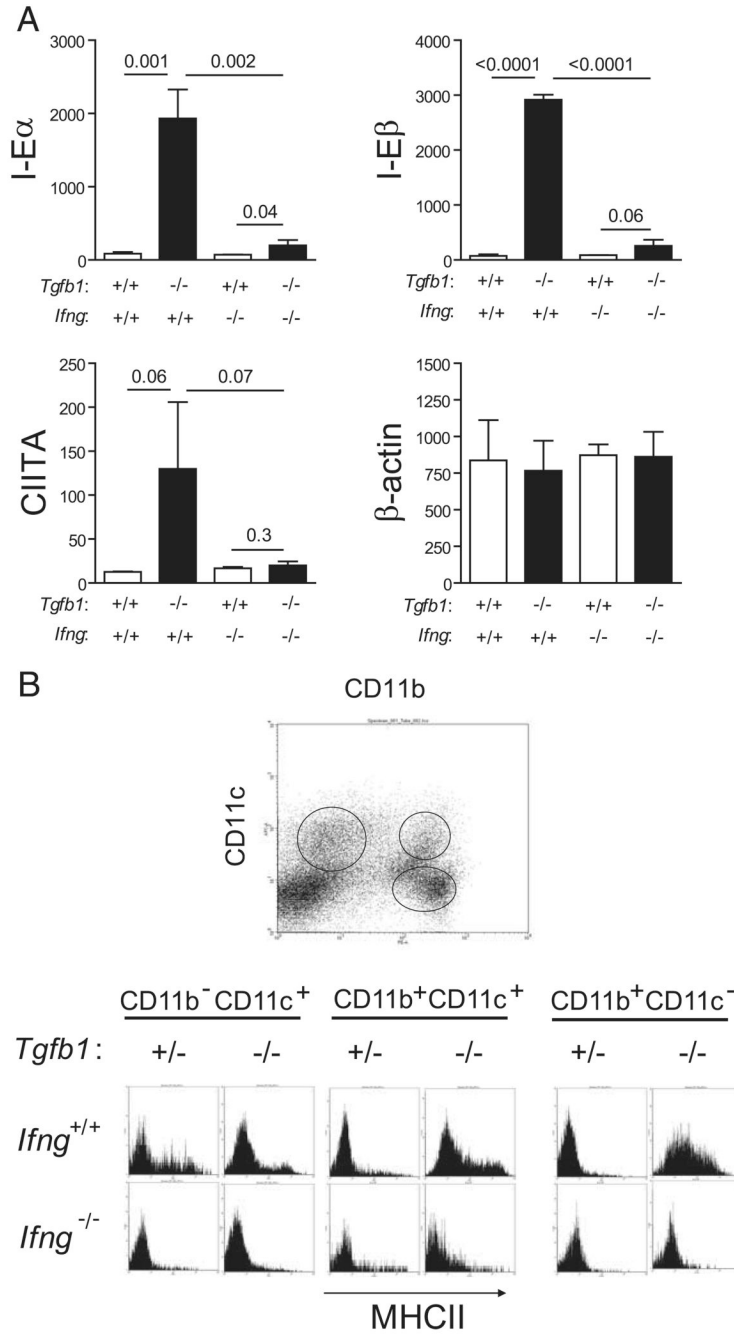 A
3000
2000
1000
0
I-Eα
0.001
0.002
0.04
Tgfb1: +/+ -/- +/+ -/-
Ifng: +/+ +/+ -/- -/-
4000
3000
2000
1000
0
I-Eβ
<0.0001
<0.0001
0.06
Tgfb1: +/+ -/- +/+ -/-
Ifng: +/+ +/+ -/- -/-
250
200
150
100
50
0
CIITA
0.06
0.07
0.3
Tgfb1: +/+ -/- +/+ -/-
Ifng: +/+ +/+ -/- -/-
1500
1250
1000
750
500
250
0
β-actin
Tgfb1: +/+ -/- +/+ -/-
Ifng: +/+ +/+ -/- -/-
B
CD11b
CD11c
CD11b⁻CD11c⁺ CD11b⁺CD11c⁺ CD11b⁺CD11c⁻
Tgfb1: +/- -/- +/- -/- +/- -/-
Ifng⁺/⁺
Ifng⁻/⁻
MHCII